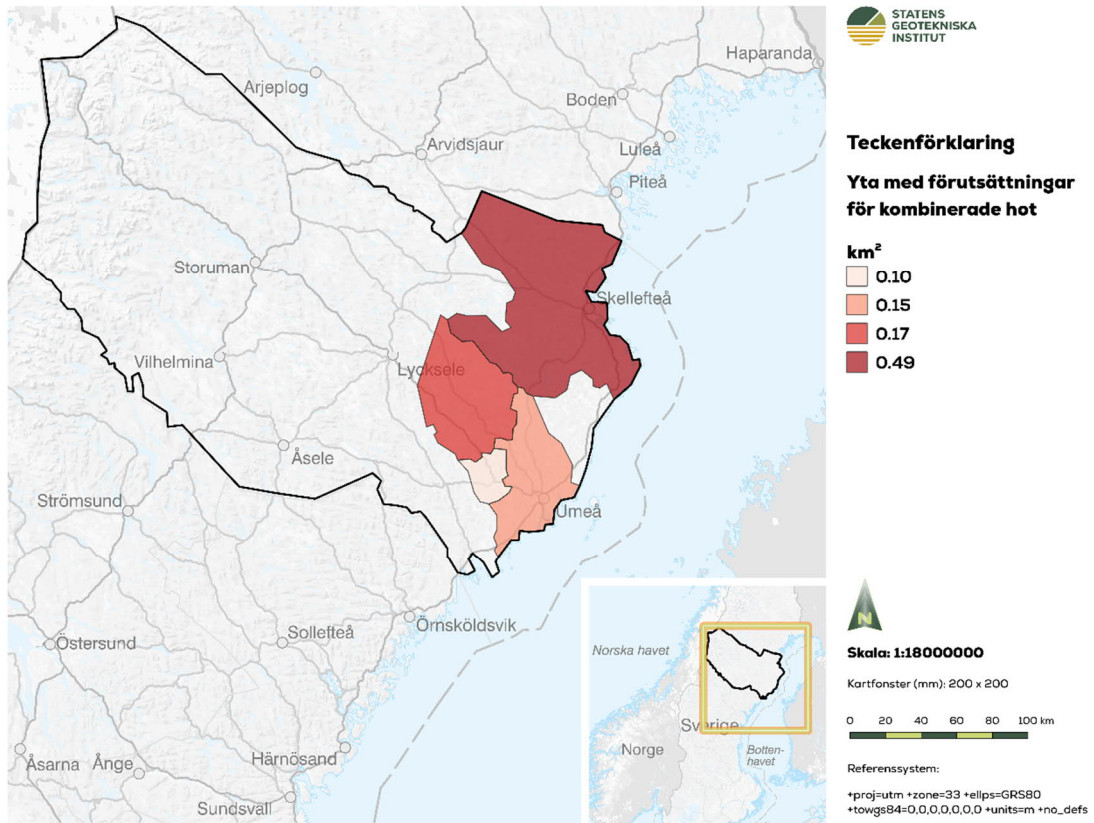 STATENS
GEOTEKNISKA
INSTITUT
Haparanda
Arjeplog
Boden
Arvidsjaur
Luleå
Piteå
Storuman
Skellefteå
Vilhelmina
Lycksele
Åsele
Strömsund
Umeå
Örnsköldsvik
Östersund
Sollefteå
Härnösand
Åsarna
Ånge
Sundsvall
Norska havet
Sverige
Norge
Botten-
havet
Teckenförklaring
Yta med förutsättningar
för kombinerade hot
km²
0.10
0.15
0.17
0.49
N
Skala: 1:18000000
Kartfonster (mm): 200 x 200
0 20 40 60 80 100 km
Referenssystem:
+proj=utm +zone=33 +ellps=GRS80
+towgs84=0,0,0,0,0,0,0 +units=m +no_defs